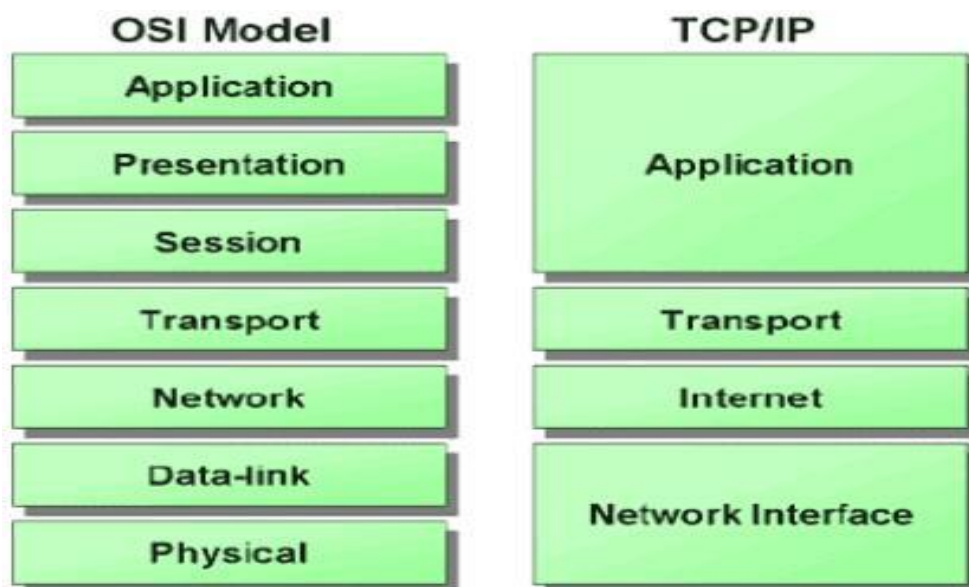 OSI Model
Application
Presentation
Session
Transport
Network
Data-link
Physical
TCP/IP
Application
Transport
Internet
Network Interface